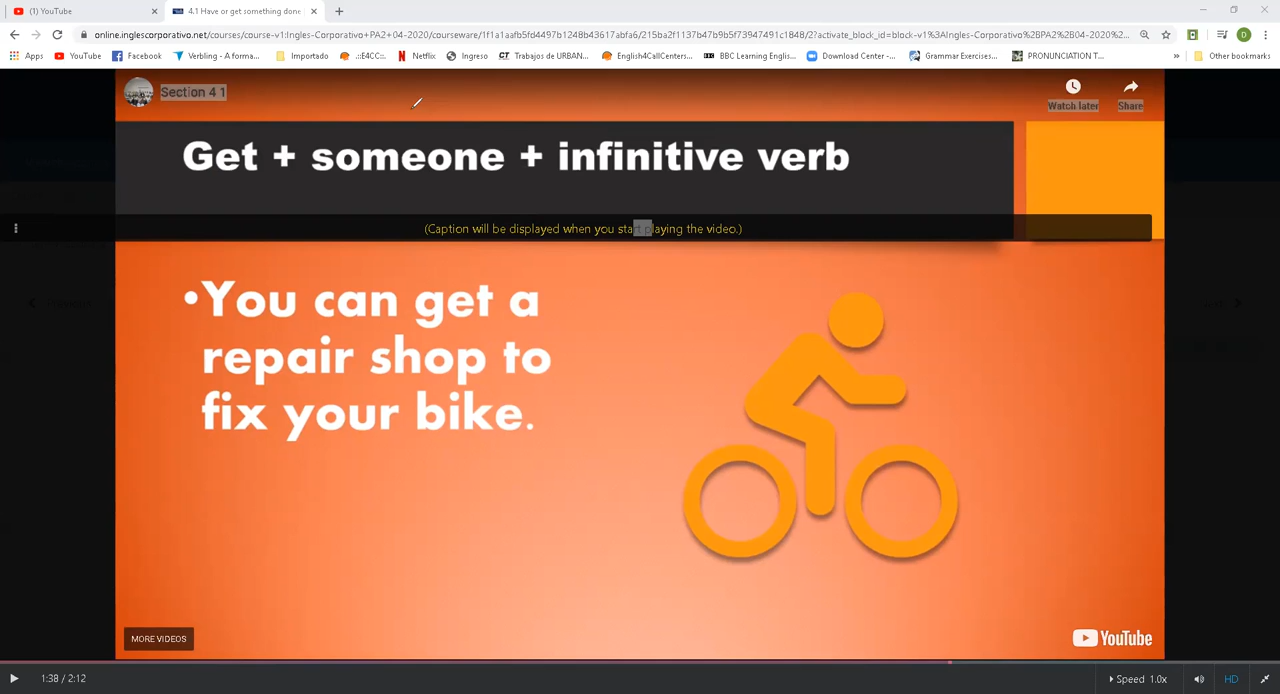 (1) YouTube
4.1 Have or get something done
online.inglescorporativo.net/courses/course-v1:Ingles-Corporativo+PA2+04-2020/courseware/1f1a1aafb5fd4497b1248b43617abfa6/215ba2f1137b47b9b5f73947491c1848/2?activate_block_id=block-v1%3AIngles-Corporativo%2BPA2%2B04-2020%2...
D
Apps
YouTube
Facebook
Verbling - A forma...
Importado
.::E4CC::.
Netflix
Ingreso
CT Trabajos de URBAN...
English4CallCenters...
BBC Learning Engli...
Download Center -...
Grammar Exercises...
PRONUNCIATION T...
»
Other bookmarks
Section 4 1
Watch later
Share
Get + someone + infinitive verb
(Caption will be displayed when you start playing the video.)
•You can get a
repair shop to
fix your bike.
MORE VIDEOS
YouTube
1:38 / 2:12
Speed 1.0x
HD